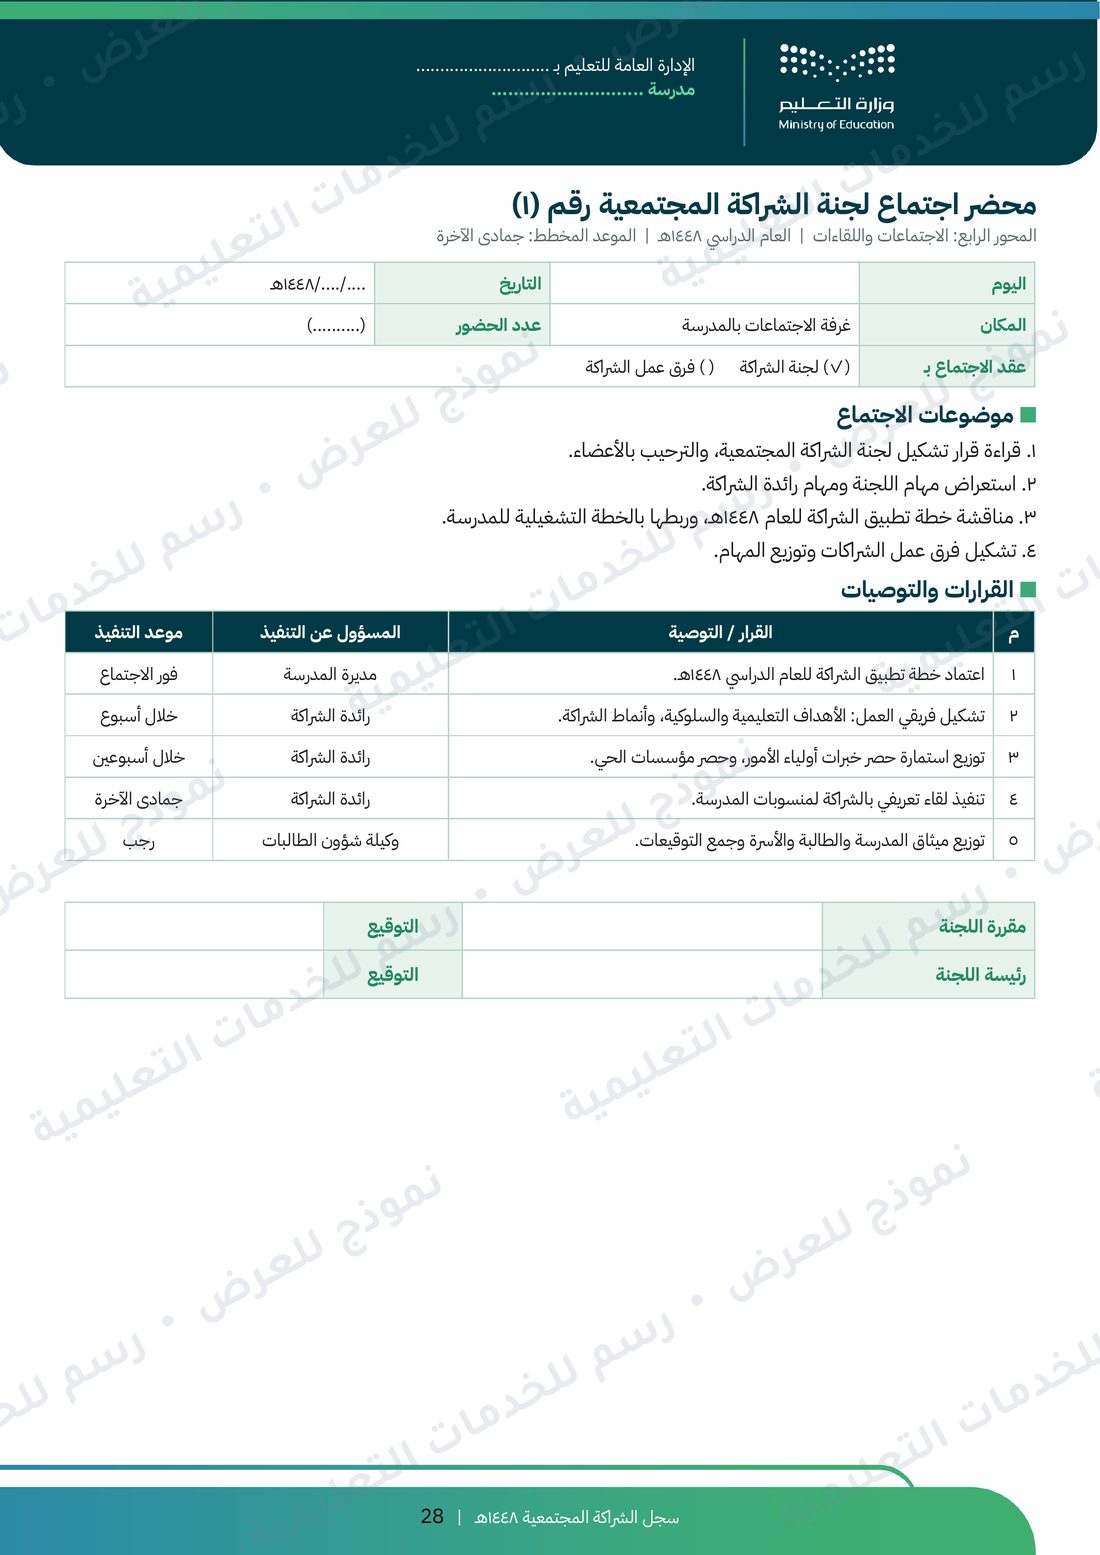 وزارة التعليم
Ministry of Education
الإدارة العامة للتعليم بـ ............................
مدرسة ............................
محضر اجتماع لجنة الشراكة المجتمعية رقم (١)
المحور الرابع: الاجتماعات واللقاءات | العام الدراسي ١٤٤٨هـ | الموعد المخطط: جمادى الآخرة
اليوم التاريخ ..../..../١٤٤٨هـ
المكان غرفة الاجتماعات بالمدرسة عدد الحضور (..........)
عقد الاجتماع بـ (✓) لجنة الشراكة ( ) فرق عمل الشراكة
موضوعات الاجتماع
١. قراءة قرار تشكيل لجنة الشراكة المجتمعية، والترحيب بالأعضاء.
٢. استعراض مهام اللجنة ومهام رائدة الشراكة.
٣. مناقشة خطة تطبيق الشراكة للعام ١٤٤٨هـ، وربطها بالخطة التشغيلية للمدرسة.
٤. تشكيل فرق عمل الشراكات وتوزيع المهام.
القرارات والتوصيات
م القرار / التوصية المسؤول عن التنفيذ موعد التنفيذ
١ اعتماد خطة تطبيق الشراكة للعام الدراسي ١٤٤٨هـ. مديرة المدرسة فور الاجتماع
٢ تشكيل فريقي العمل: الأهداف التعليمية والسلوكية، وأنماط الشراكة. رائدة الشراكة خلال أسبوع
٣ توزيع استمارة حصر خبرات أولياء الأمور، وحصر مؤسسات الحي. رائدة الشراكة خلال أسبوعين
٤ تنفيذ لقاء تعريفي بالشراكة لمنسوبات المدرسة. رائدة الشراكة جمادى الآخرة
٥ توزيع ميثاق المدرسة والطالبة والأسرة وجمع التوقيعات. وكيلة شؤون الطالبات رجب
مقررة اللجنة التوقيع
رئيسة اللجنة التوقيع
نموذج للعرض • رسم للخدمات التعليمية
سجل الشراكة المجتمعية ١٤٤٨هـ | 28